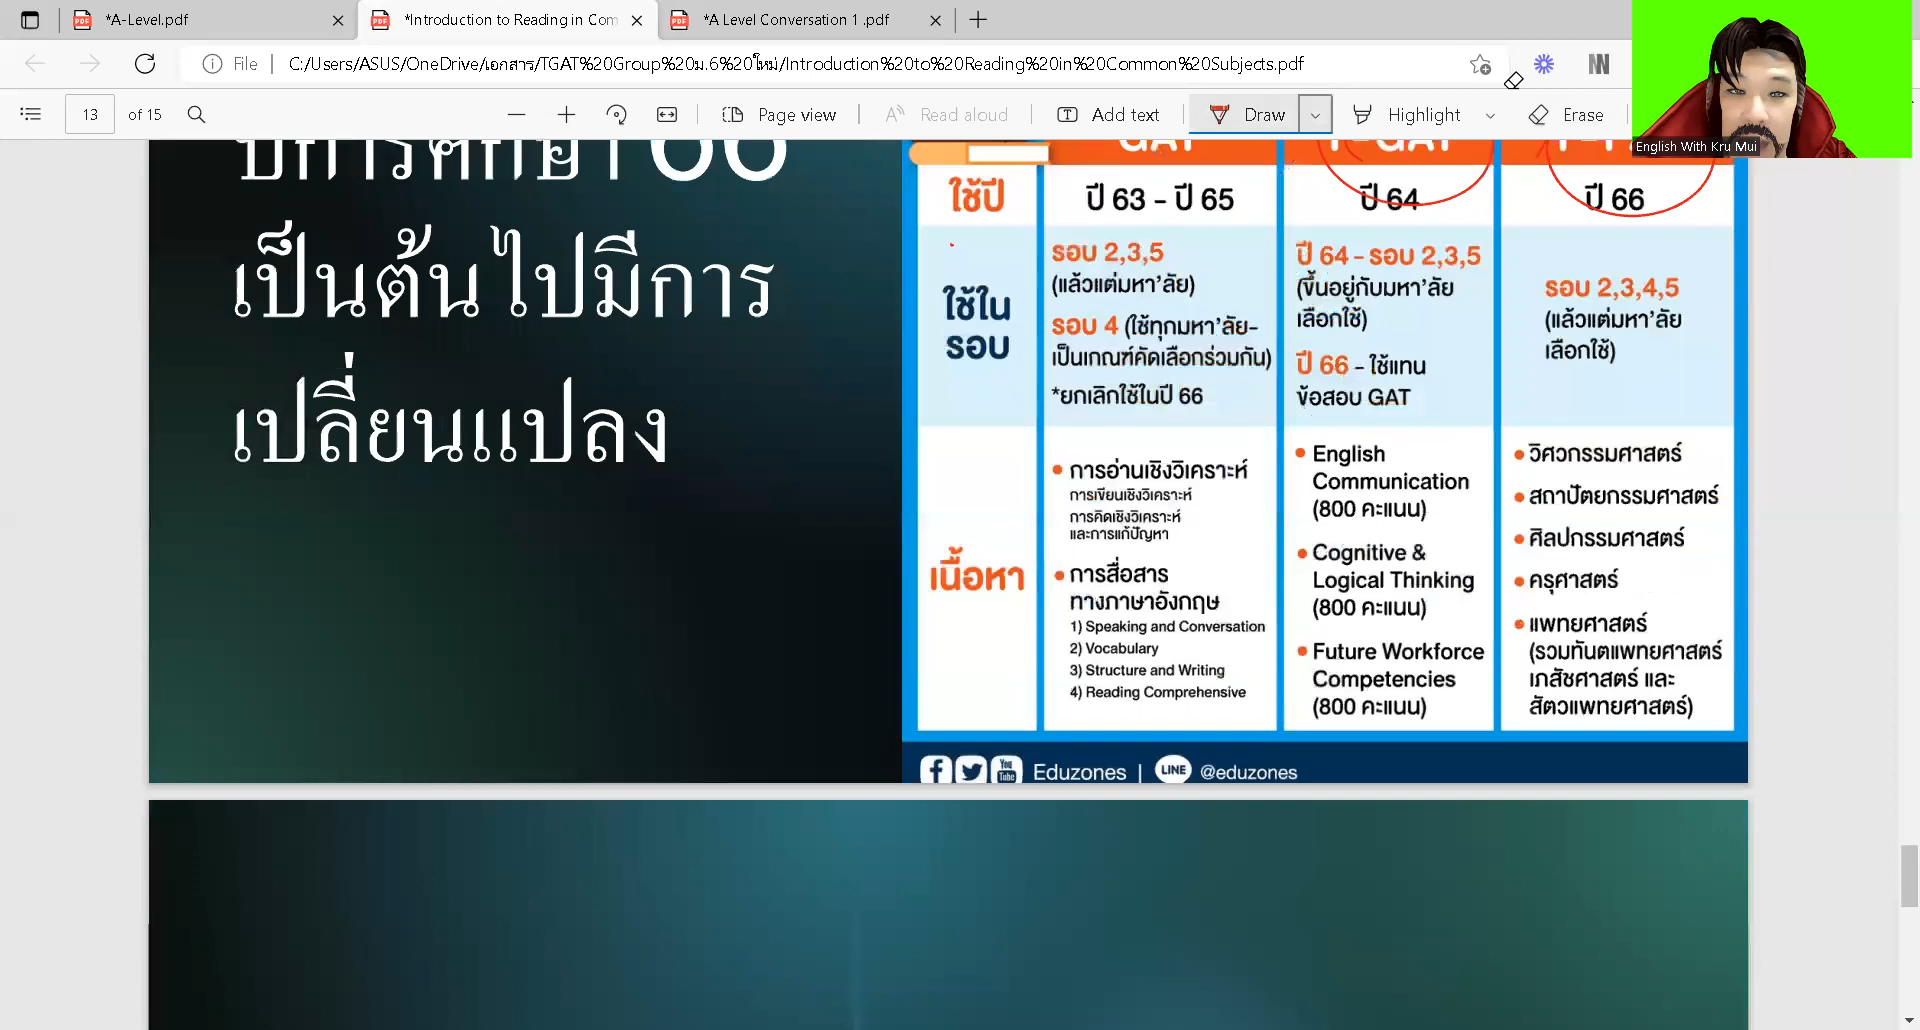 *A-Level.pdf
*Introduction to Reading in Com
*A Level Conversation 1 .pdf
File
C:/Users/ASUS/OneDrive/เอกสาร/TGAT%20Group%20ม.6%20ใหม่/Introduction%20to%20Reading%20in%20Common%20Subjects.pdf
13 of 15
Page view
Read aloud
Add text
Draw
Highlight
Erase
English With Kru Mui
ปีการศึกษา 66
เป็นต้นไปมีการ
เปลี่ยนแปลง
GAT
T-GAT
ใช้ปี
ปี 63 - ปี 65
ปี 64
ปี 66
ใช้ใน
รอบ
รอบ 2,3,5
(แล้วแต่มหา'ลัย)
รอบ 4 (ใช้ทุกมหา'ลัย-
เป็นเกณฑ์คัดเลือกร่วมกัน)
*ยกเลิกใช้ในปี 66
ปี 64 - รอบ 2,3,5
(ขึ้นอยู่กับมหา'ลัย
เลือกใช้)
ปี 66 - ใช้แทน
ข้อสอบ GAT
รอบ 2,3,4,5
(แล้วแต่มหา'ลัย
เลือกใช้)
เนื้อหา
• การอ่านเชิงวิเคราะห์
การเขียนเชิงวิเคราะห์
การคิดเชิงวิเคราะห์
และการแก้ปัญหา
• การสื่อสาร
ทางภาษาอังกฤษ
1) Speaking and Conversation
2) Vocabulary
3) Structure and Writing
4) Reading Comprehensive
• English
Communication
(800 คะแนน)
• Cognitive &
Logical Thinking
(800 คะแนน)
• Future Workforce
Competencies
(800 คะแนน)
• วิศวกรรมศาสตร์
• สถาปัตยกรรมศาสตร์
• ศิลปกรรมศาสตร์
• ครุศาสตร์
• แพทยศาสตร์
(รวมทันตแพทยศาสตร์
เภสัชศาสตร์ และ
สัตวแพทยศาสตร์)
Eduzones | LINE @eduzones